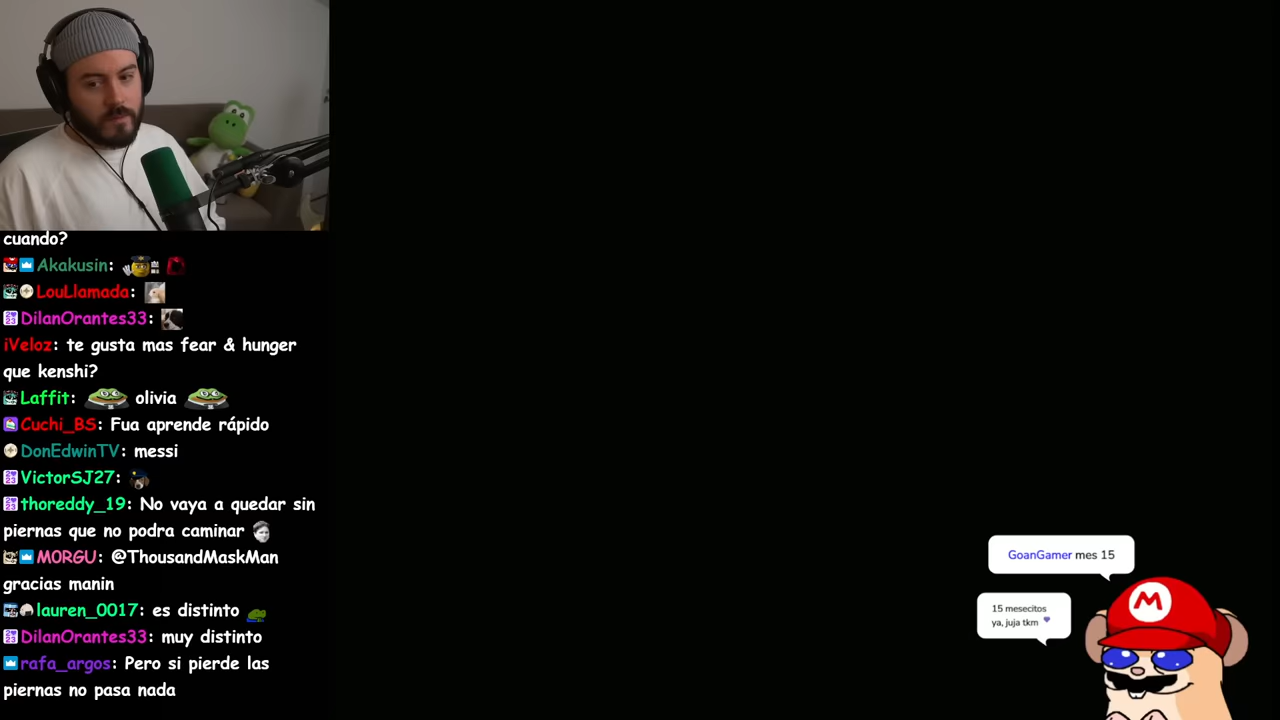 cuando?
Akakusin:
LouLlamada:
DilanOrantes33:
iVeloz: te gusta mas fear & hunger
que kenshi?
Laffit: olivia
Cuchi_BS: Fua aprende rápido
DonEdwinTV: messi
VictorSJ27:
thoreddy_19: No vaya a quedar sin
piernas que no podra caminar
M0RGU: @ThousandMaskMan
gracias manin
lauren_0017: es distinto
DilanOrantes33: muy distinto
rafa_argos: Pero si pierde las
piernas no pasa nada
GoanGamer mes 15
15 mesecitos
ya, juja tkm
M